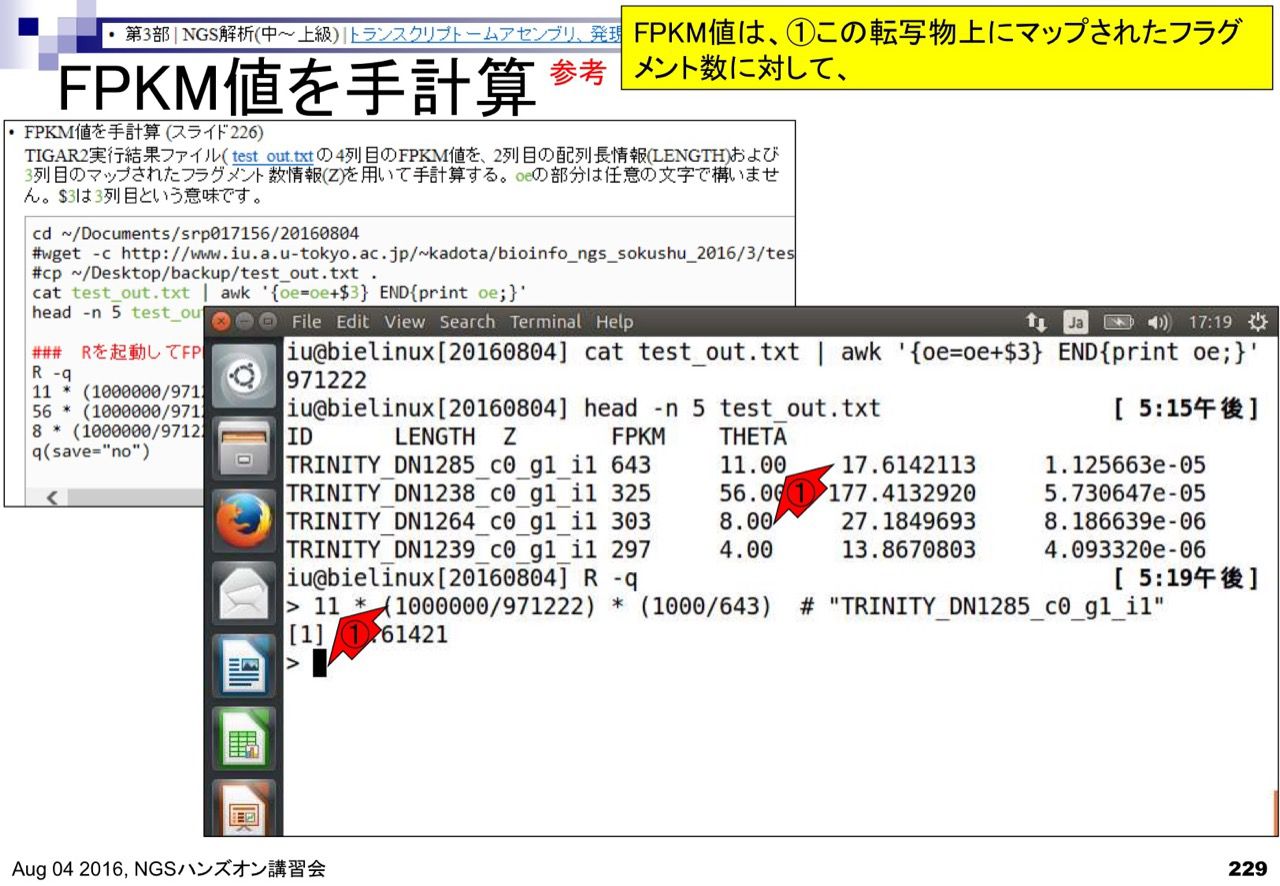 • 第3部 | NGS解析(中～上級) | トランスクリプトームアセンブリ、発現
FPKM値は、①この転写物上にマップされたフラグ
メント数に対して、
FPKM値を手計算 参考
• FPKM値を手計算 (スライド226)
TIGAR2実行結果ファイル( test_out.txtの4列目のFPKM値を、2列目の配列長情報(LENGTH)および
3列目のマップされたフラグメント数情報(Z)を用いて手計算する。oeの部分は任意の文字で構いませ
ん。$3は3列目という意味です。
cd ~/Documents/srp017156/20160804
#wget -c http://www.iu.a.u-tokyo.ac.jp/~kadota/bioinfo_ngs_sokushu_2016/3/tes
#cp ~/Desktop/backup/test_out.txt .
cat test_out.txt | awk '{oe=oe+$3} END{print oe;}'
head -n 5 test_ou
### Rを起動してFP
R -q
11 * (1000000/971
56 * (1000000/971
8 * (1000000/97122
q(save="no")
File Edit View Search Terminal Help
Ja
17:19
iu@bielinux[20160804] cat test_out.txt | awk '{oe=oe+$3} END{print oe;}'
971222
iu@bielinux[20160804] head -n 5 test_out.txt [ 5:15午後]
ID LENGTH Z FPKM THETA
TRINITY_DN1285_c0_g1_i1 643 11.00 17.6142113 1.125663e-05
TRINITY_DN1238_c0_g1_i1 325 56.00 177.4132920 5.730647e-05
TRINITY_DN1264_c0_g1_i1 303 8.00 27.1849693 8.186639e-06
TRINITY_DN1239_c0_g1_i1 297 4.00 13.8670803 4.093320e-06
①
iu@bielinux[20160804] R -q [ 5:19午後]
> 11 * (1000000/971222) * (1000/643) # "TRINITY_DN1285_c0_g1_i1"
[1] .61421
①
>
Aug 04 2016, NGSハンズオン講習会
229